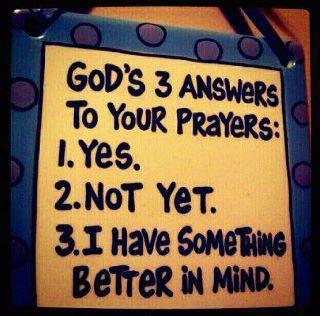 GOD'S 3 ANSWERS
TO YOUR PRAYERS:
1. YES.
2. NOT YET.
3. I HAVE SOMETHING
BETTER IN MIND.